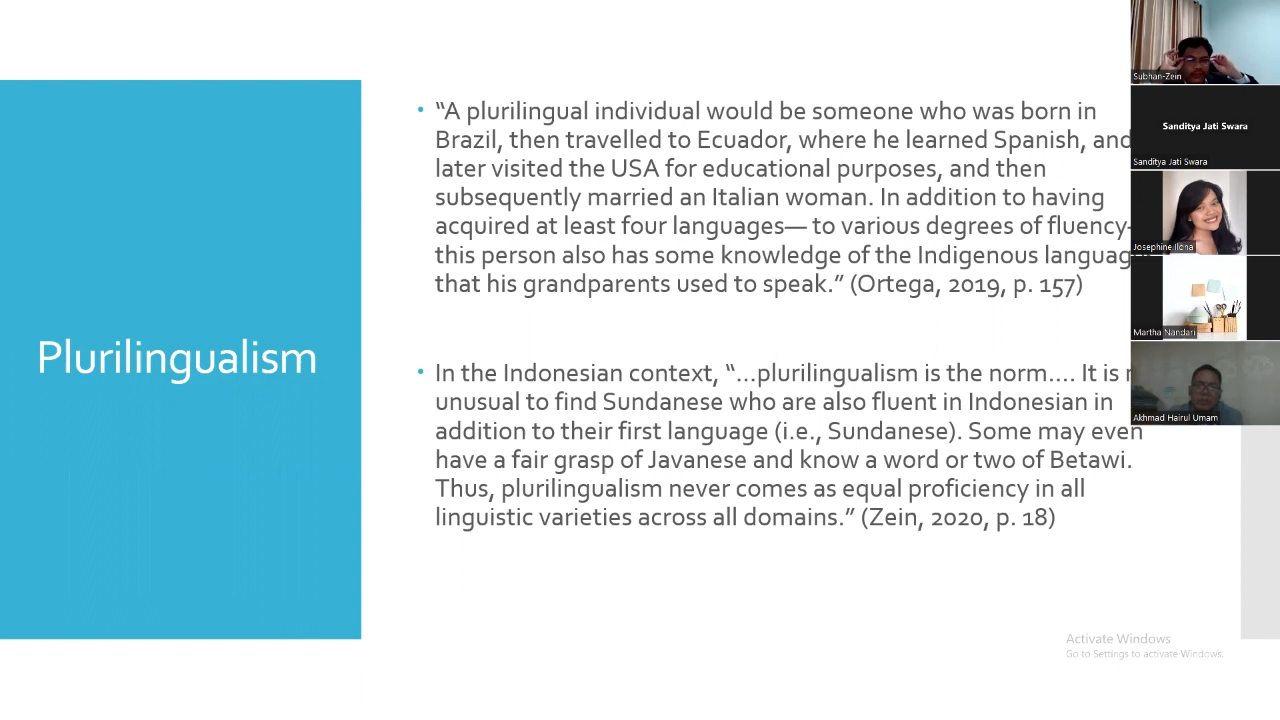 Plurilingualism
• “A plurilingual individual would be someone who was born in
Brazil, then travelled to Ecuador, where he learned Spanish, and
later visited the USA for educational purposes, and then
subsequently married an Italian woman. In addition to having
acquired at least four languages— to various degrees of fluency-
this person also has some knowledge of the Indigenous languag
that his grandparents used to speak.” (Ortega, 2019, p. 157)
• In the Indonesian context, “...plurilingualism is the norm.... It is
unusual to find Sundanese who are also fluent in Indonesian in
addition to their first language (i.e., Sundanese). Some may even
have a fair grasp of Javanese and know a word or two of Betawi.
Thus, plurilingualism never comes as equal proficiency in all
linguistic varieties across all domains.” (Zein, 2020, p. 18)
Subhan-Zein
Sanditya Jati Swara
Sanditya Jati Swara
Josephine Ilona
Martha Nandari
Akhmad Hairul Umam
Activate Windows
Go to Settings to activate Windows.